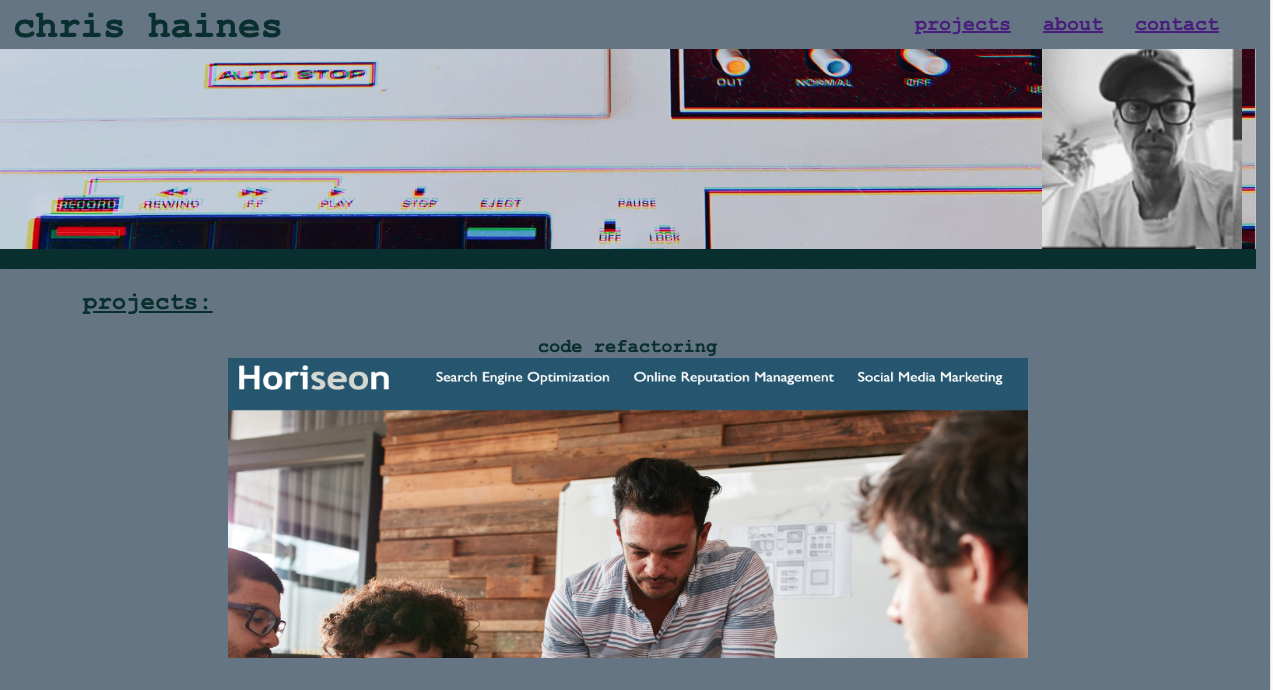 chris haines
projects about contact
AUTO STOP
OUT NORMAL OFF
RECORD REWIND F.F PLAY STOP EJECT PAUSE
OFF LOCK
projects:
code refactoring
Horiseon Search Engine Optimization Online Reputation Management Social Media Marketing